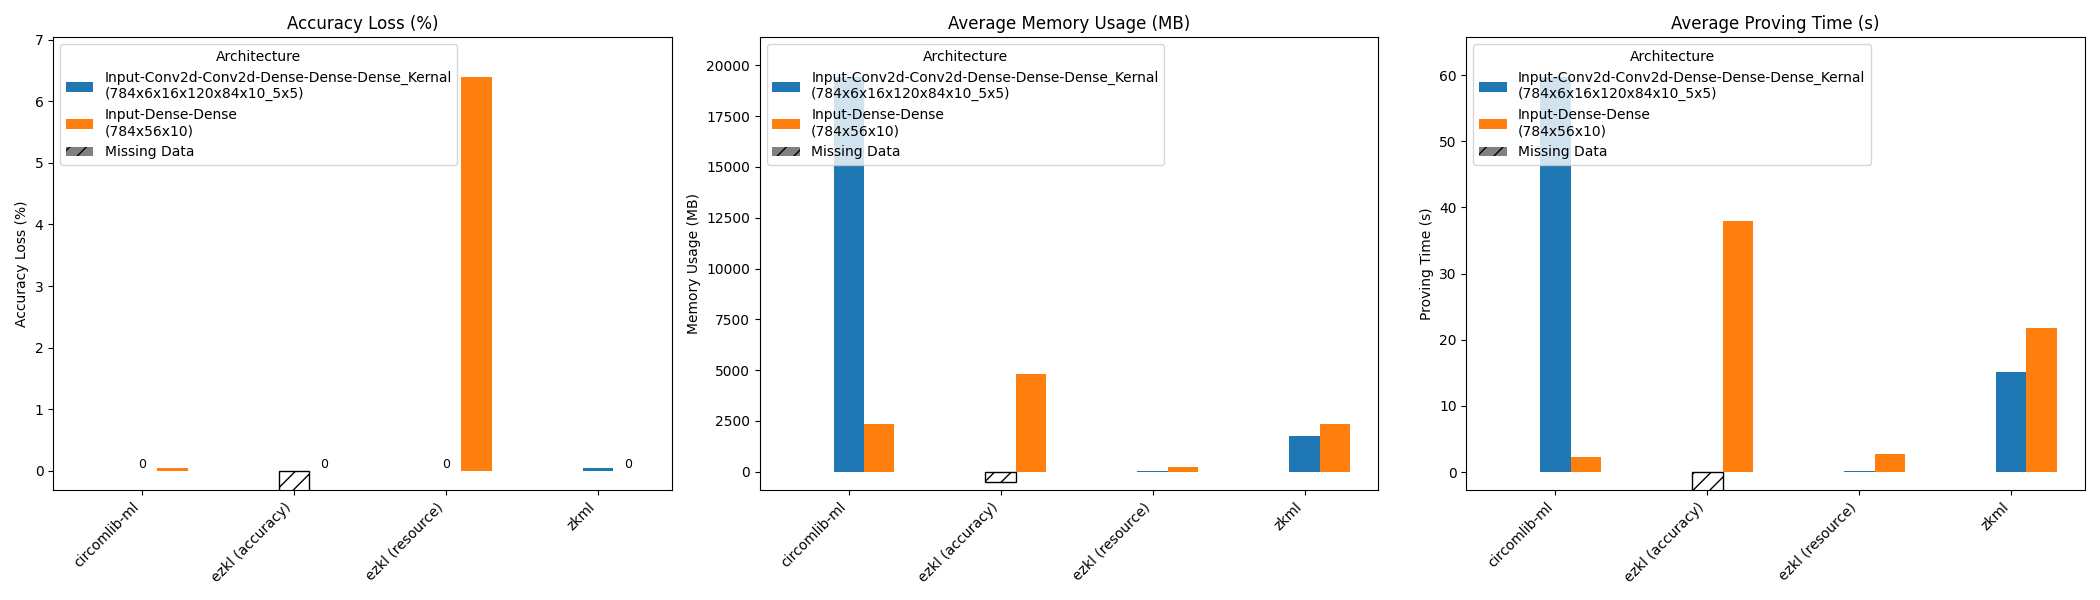 Accuracy Loss (%)
Accuracy Loss (%)
7
6
5
4
3
2
1
0
Architecture
Input-Conv2d-Conv2d-Dense-Dense-Dense_Kernal
(784x6x16x120x84x10_5x5)
Input-Dense-Dense
(784x56x10)
Missing Data
0
0
0
0
circomlib-ml
ezkl (accuracy)
ezkl (resource)
zkml
Average Memory Usage (MB)
Memory Usage (MB)
20000
17500
15000
12500
10000
7500
5000
2500
0
Architecture
Input-Conv2d-Conv2d-Dense-Dense-Dense_Kernal
(784x6x16x120x84x10_5x5)
Input-Dense-Dense
(784x56x10)
Missing Data
circomlib-ml
ezkl (accuracy)
ezkl (resource)
zkml
Average Proving Time (s)
Proving Time (s)
60
50
40
30
20
10
0
Architecture
Input-Conv2d-Conv2d-Dense-Dense-Dense_Kernal
(784x6x16x120x84x10_5x5)
Input-Dense-Dense
(784x56x10)
Missing Data
circomlib-ml
ezkl (accuracy)
ezkl (resource)
zkml